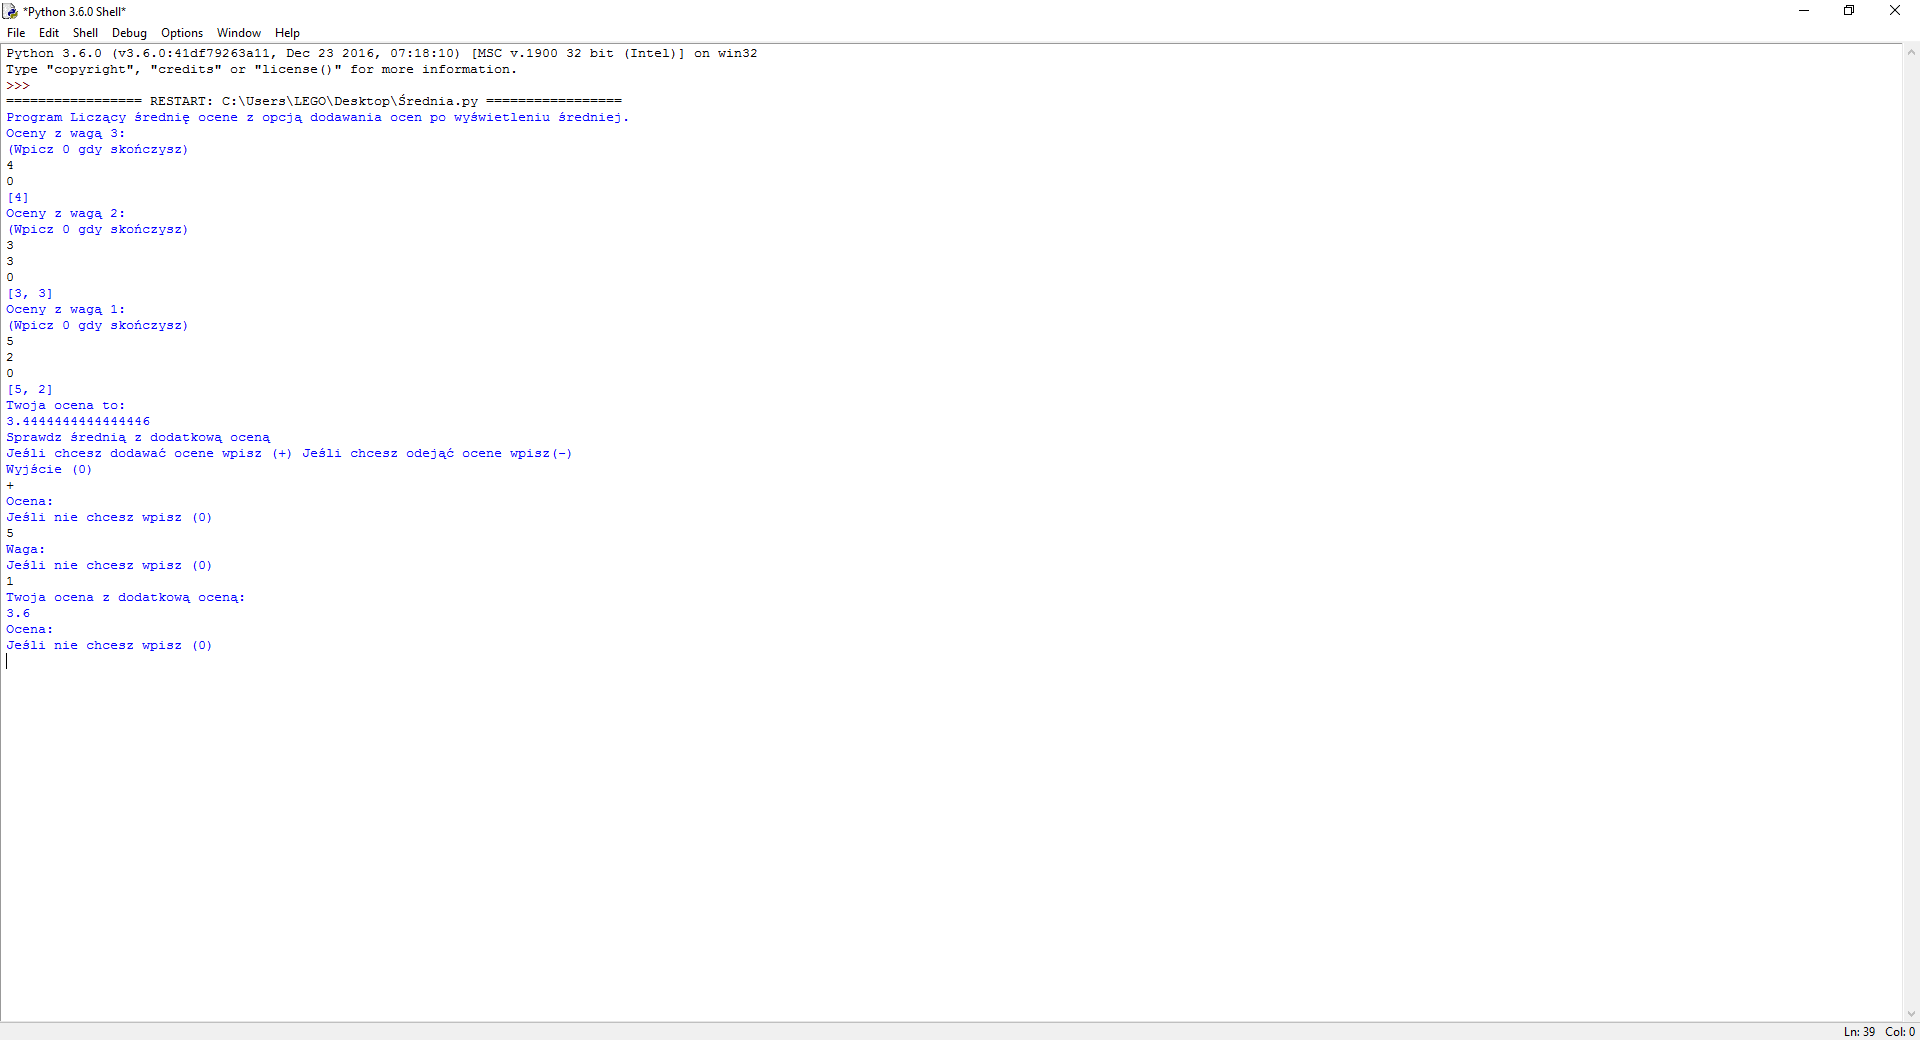 *Python 3.6.0 Shell*
File Edit Shell Debug Options Window Help
Python 3.6.0 (v3.6.0:41df79263a11, Dec 23 2016, 07:18:10) [MSC v.1900 32 bit (Intel)] on win32
Type "copyright", "credits" or "license()" for more information.
>>>
================= RESTART: C:\Users\LEGO\Desktop\Średnia.py =================
Program Liczący średnię ocene z opcją dodawania ocen po wyświetleniu średniej.
Oceny z wagą 3:
(Wpicz 0 gdy skończysz)
4
0
[4]
Oceny z wagą 2:
(Wpicz 0 gdy skończysz)
3
3
0
[3, 3]
Oceny z wagą 1:
(Wpicz 0 gdy skończysz)
5
2
0
[5, 2]
Twoja ocena to:
3.4444444444444446
Sprawdz średnią z dodatkową oceną
Jeśli chcesz dodawać ocene wpisz (+) Jeśli chcesz odejąć ocene wpisz(-)
Wyjście (0)
+
Ocena:
Jeśli nie chcesz wpisz (0)
5
Waga:
Jeśli nie chcesz wpisz (0)
1
Twoja ocena z dodatkową oceną:
3.6
Ocena:
Jeśli nie chcesz wpisz (0)
Ln: 39 Col: 0